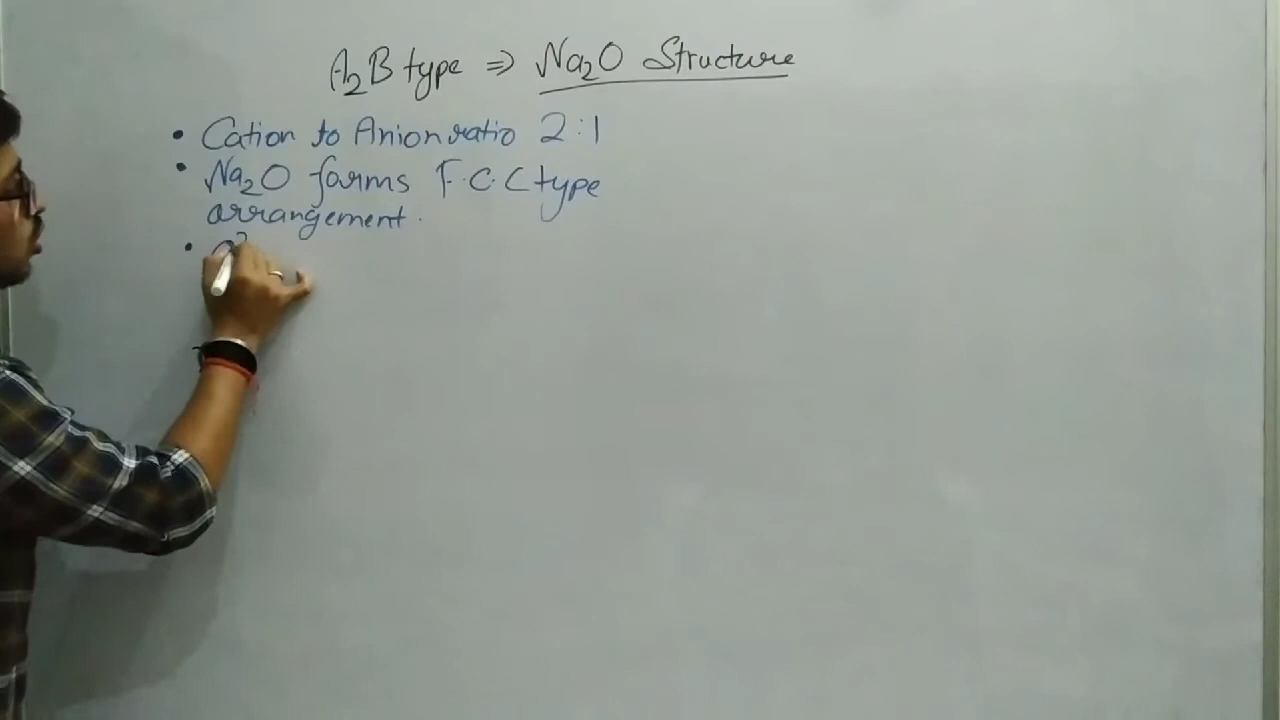 A₂B type ⇒ Na₂O Structure
• Cation to Anion ratio 2:1
• Na₂O forms F.C.C type
arrangement.
•